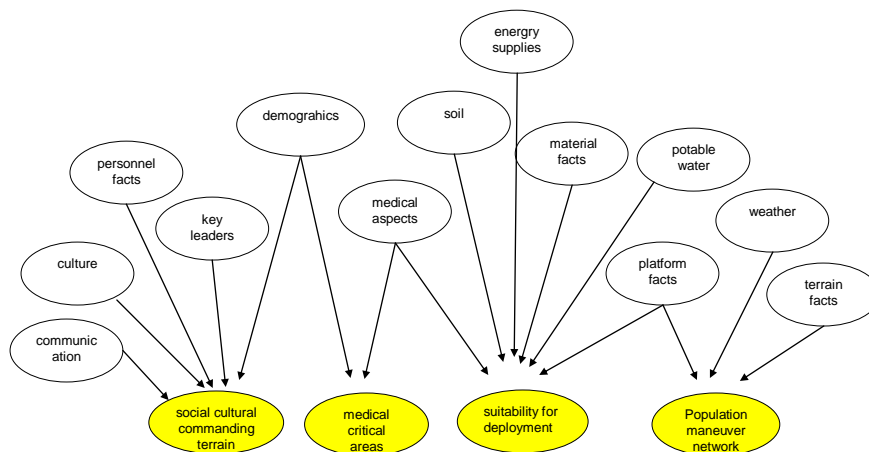 energry
supplies
demograhics
soil
personnel
facts
material
facts
potable
water
medical
aspects
key
leaders
weather
culture
platform
facts
terrain
facts
communic
ation
social cultural
commanding
terrain
medical
critical
areas
suitability for
deployment
Population
maneuver
network